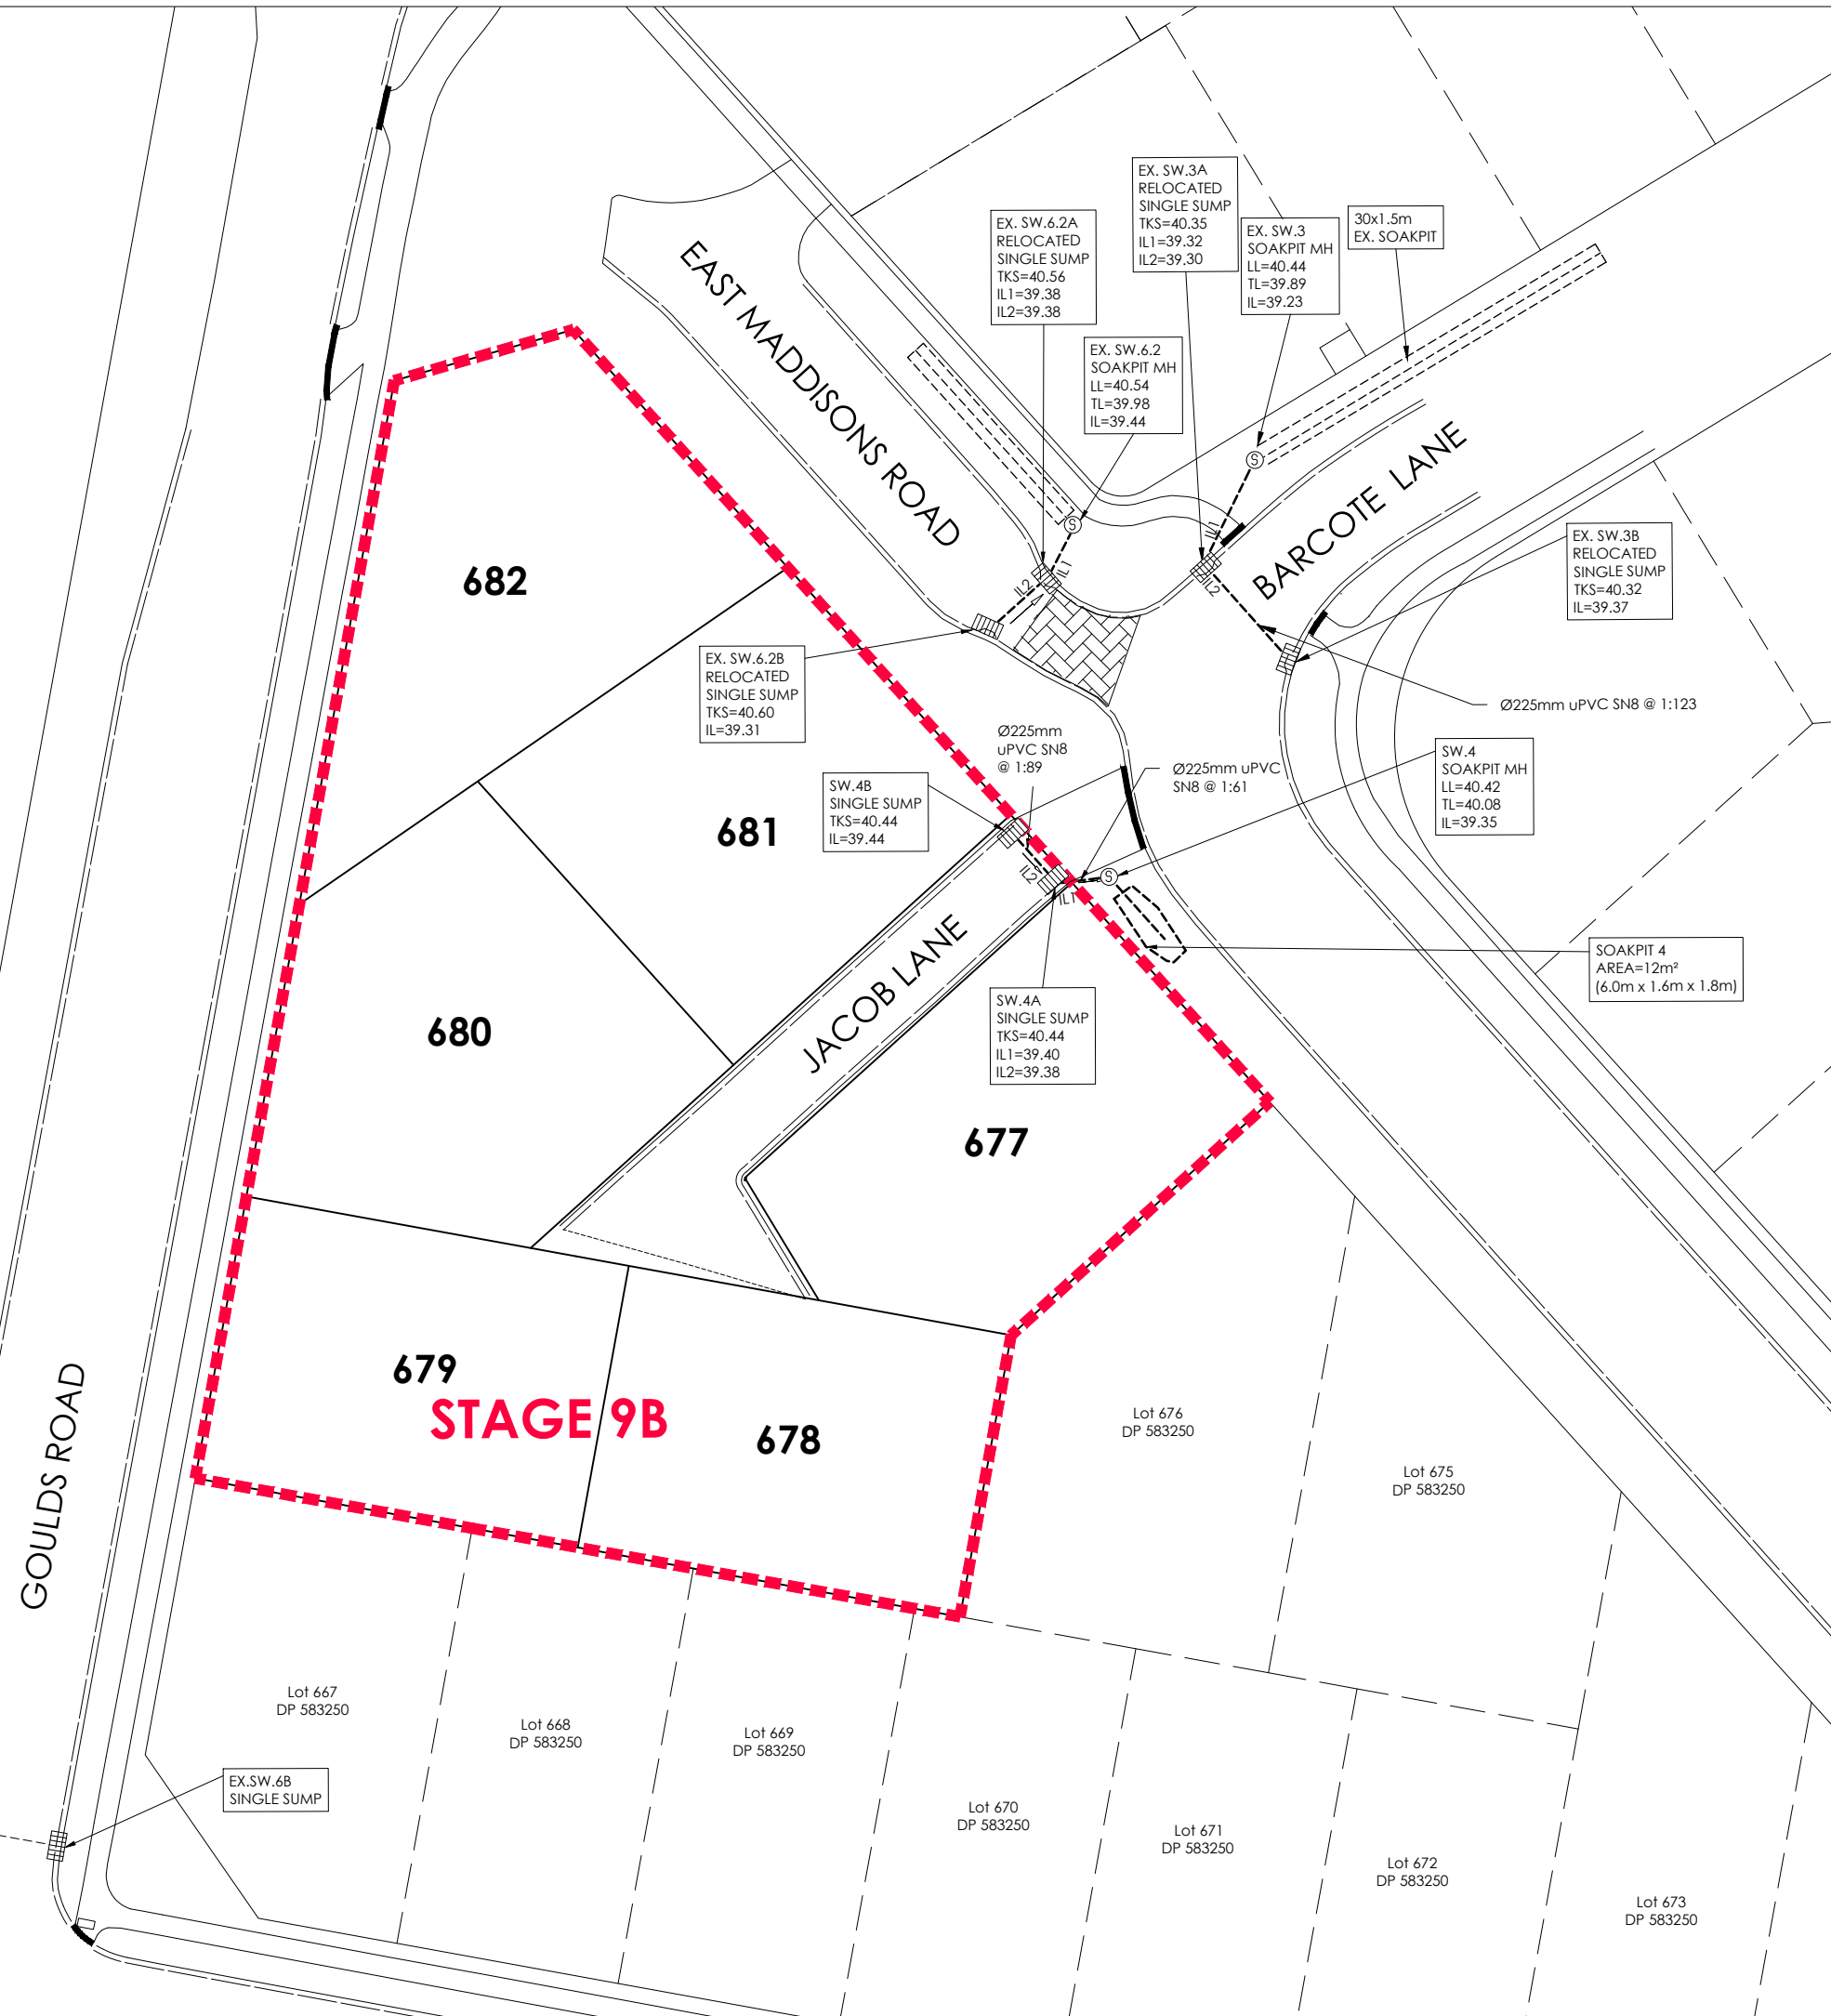 EX. SW.3A
RELOCATED
SINGLE SUMP
TKS=40.35
IL1=39.32
IL2=39.30
EX. SW.6.2A
RELOCATED
SINGLE SUMP
TKS=40.56
IL1=39.38
IL2=39.38
EX. SW.3
SOAKPIT MH
LL=40.44
TL=39.89
IL=39.23
30x1.5m
EX. SOAKPIT
EX. SW.6.2
SOAKPIT MH
LL=40.54
TL=39.98
IL=39.44
EAST MADDISONS ROAD
BARCOTE LANE
S
S
IL1
IL2
IL1
IL2
EX. SW.3B
RELOCATED
SINGLE SUMP
TKS=40.32
IL=39.37
682
EX. SW.6.2B
RELOCATED
SINGLE SUMP
TKS=40.60
IL=39.31
Ø225mm uPVC SN8 @ 1:123
Ø225mm
uPVC SN8
@ 1:89
Ø225mm uPVC
SN8 @ 1:61
SW.4
SOAKPIT MH
LL=40.42
TL=40.08
IL=39.35
SW.4B
SINGLE SUMP
TKS=40.44
IL=39.44
681
IL2
IL1
S
SOAKPIT 4
AREA=12m²
(6.0m x 1.6m x 1.8m)
JACOB LANE
SW.4A
SINGLE SUMP
TKS=40.44
IL1=39.40
IL2=39.38
680
677
679
STAGE 9B
678
GOULDS ROAD
Lot 676
DP 583250
Lot 675
DP 583250
Lot 667
DP 583250
Lot 668
DP 583250
Lot 669
DP 583250
EX.SW.6B
SINGLE SUMP
Lot 670
DP 583250
Lot 671
DP 583250
Lot 672
DP 583250
Lot 673
DP 583250